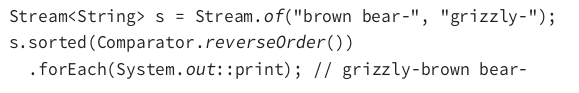 Stream<String> s = Stream.of("brown bear-", "grizzly-");
s.sorted(Comparator.reverseOrder())
  .forEach(System.out::print); // grizzly-brown bear-